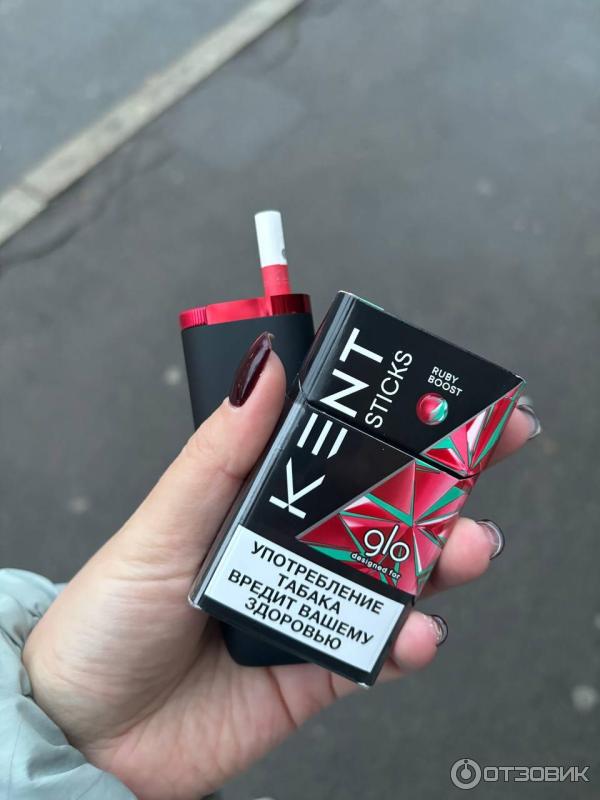 KENT
STICKS
RUBY
BOOST
glo
designed for
УПОТРЕБЛЕНИЕ
ТАБАКА
ВРЕДИТ ВАШЕМУ
ЗДОРОВЬЮ
ОТЗОВИК